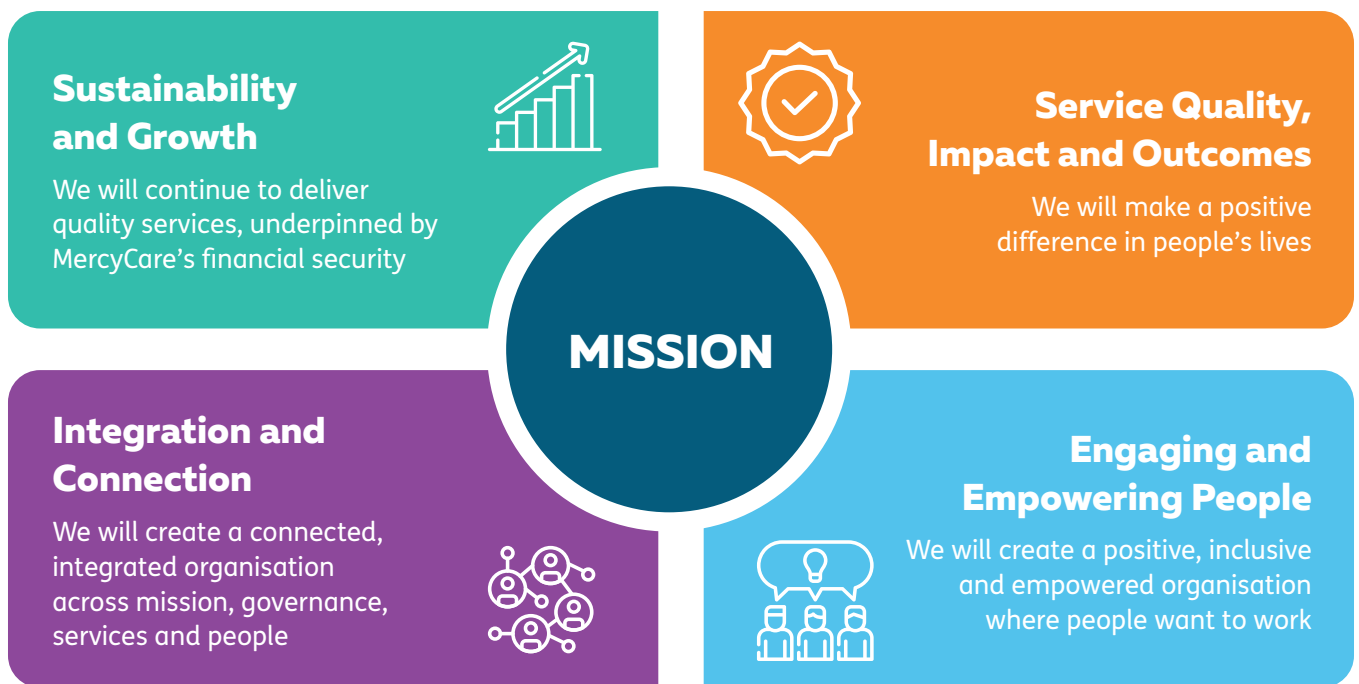 Sustainability
and Growth
We will continue to deliver
quality services, underpinned by
MercyCare’s financial security
Service Quality,
Impact and Outcomes
We will make a positive
difference in people’s lives
MISSION
Integration and
Connection
We will create a connected,
integrated organisation
across mission, governance,
services and people
Engaging and
Empowering People
We will create a positive, inclusive
and empowered organisation
where people want to work